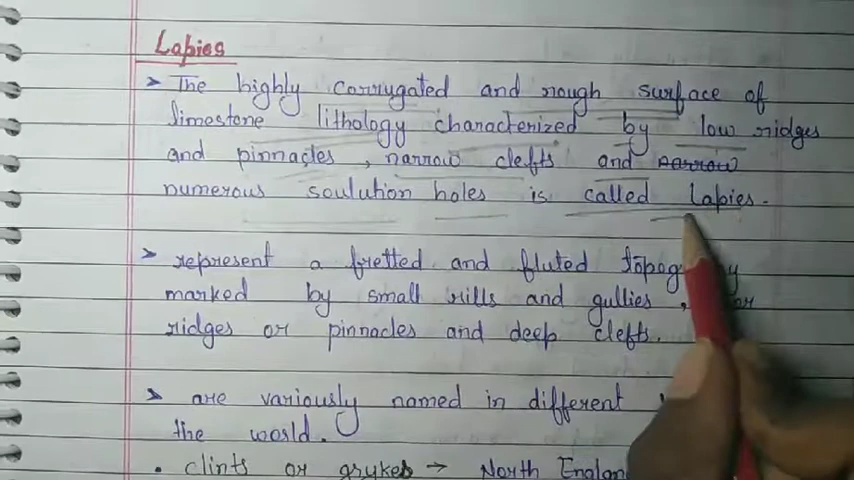 Lapies
➤ The highly corrugated and rough surface of
limestone lithology characterized by low ridges
and pinnacles, narrow clefts and narrow
numerous soulution holes is called Lapies.
➤ represent a fretted and fluted
marked by small rills and gullies,
ridges or pinnacles and deep clefts.
➤ are variously named in different
the world.
• clints or grykes → North